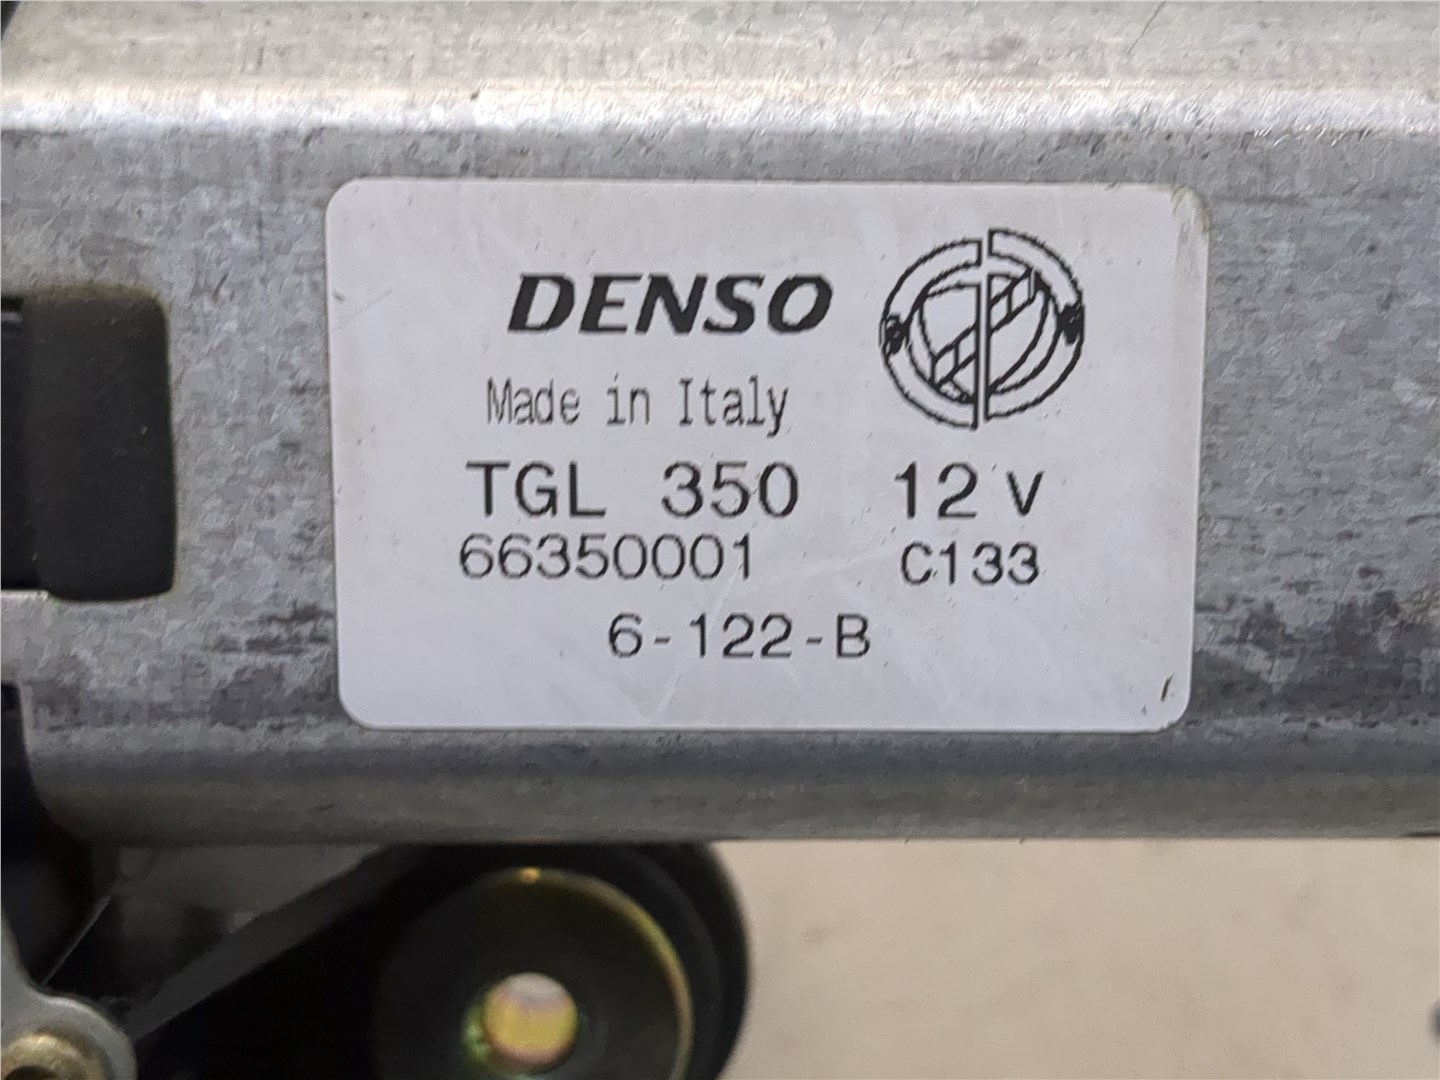 DENSO
Made in Italy
TGL 350 12 V
66350001 C133
6-122-B